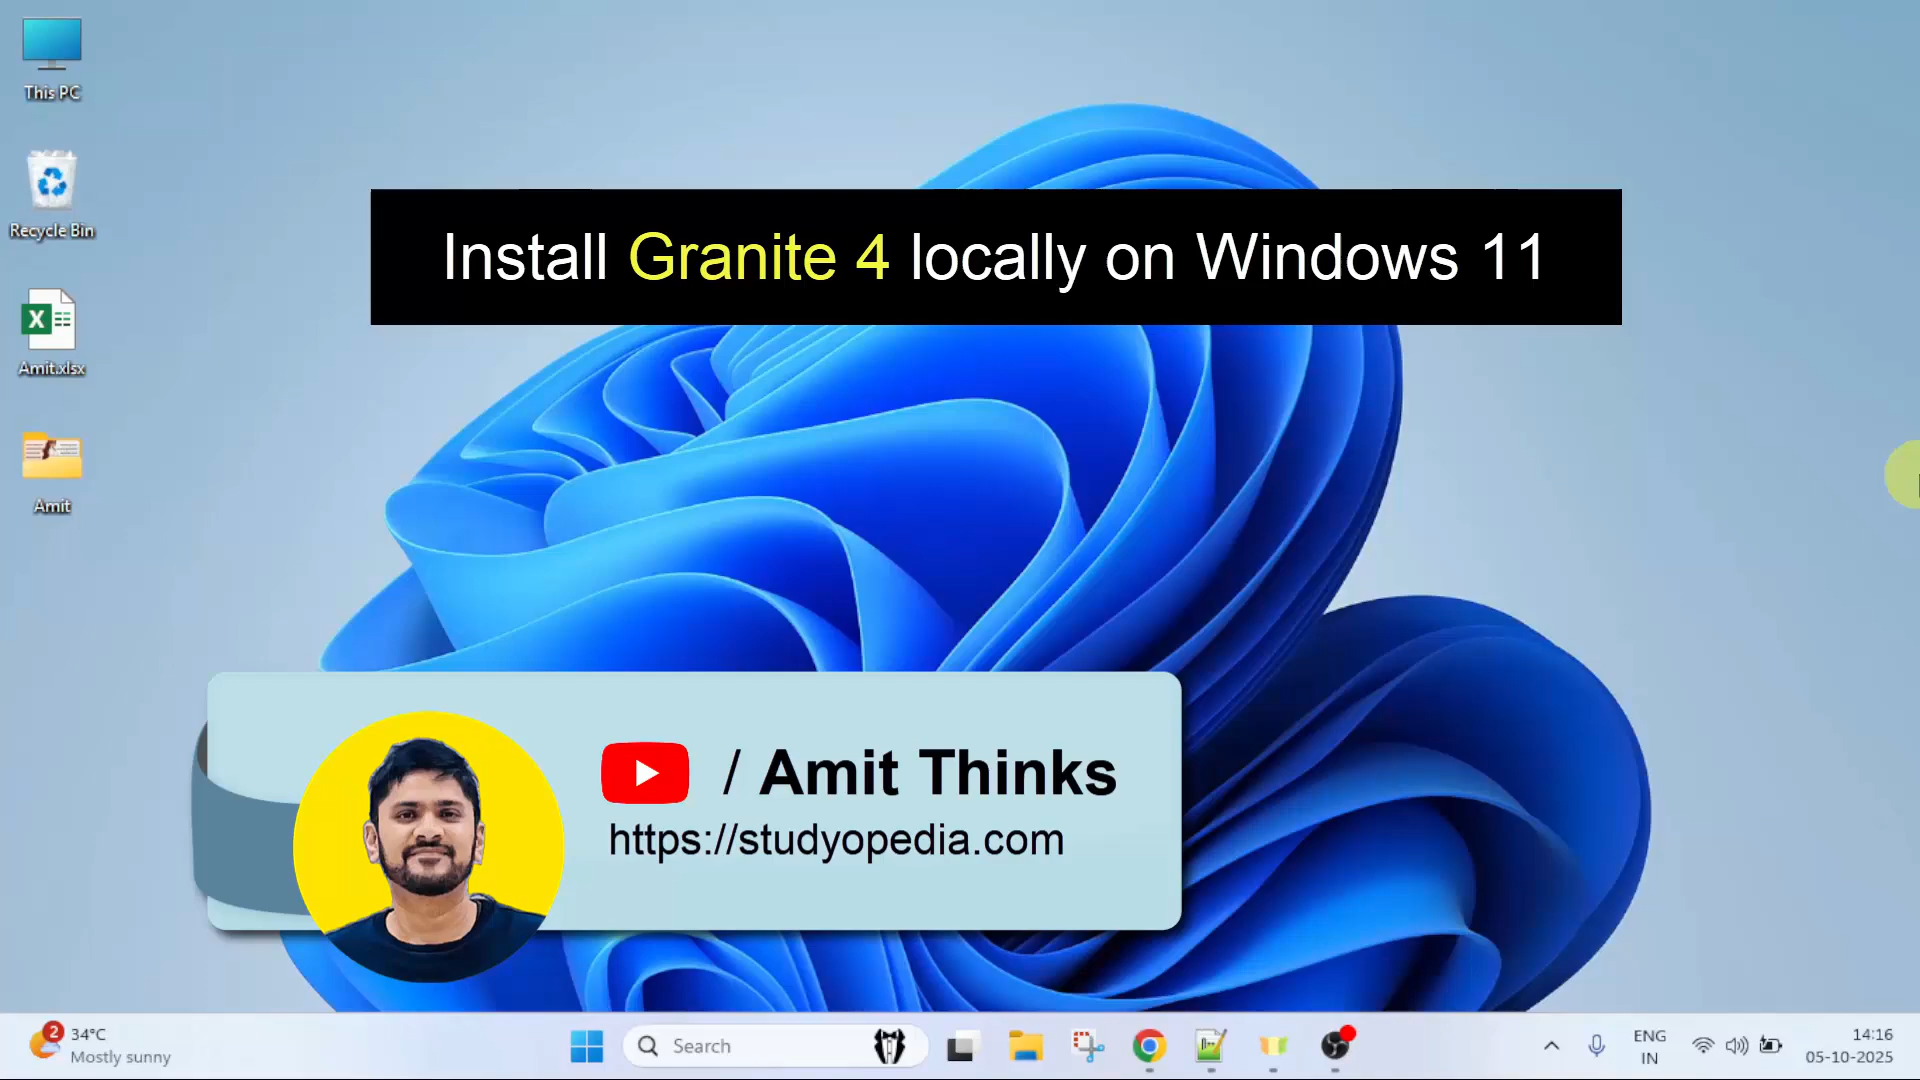 This PC
Recycle Bin
Amit.xlsx
Amit
Install Granite 4 locally on Windows 11
/ Amit Thinks
https://studyopedia.com
2
34°C
Mostly sunny
Search
ENG
IN
14:16
05-10-2025